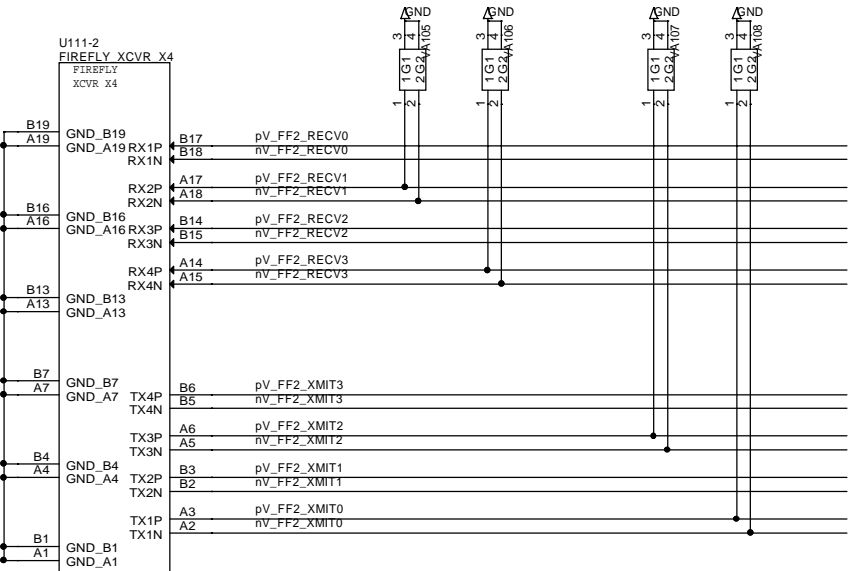 GND GND GND GND
3 4 VA105 3 4 VA106 3 4 VA107 3 4 VA108
1 G1 2 G2 1 G1 2 G2 1 G1 2 G2 1 G1 2 G2
1 2 1 2 1 2 1 2
U111-2
FIREFLY_XCVR_X4
FIREFLY
XCVR X4
B19 GND_B19
A19 GND_A19 RX1P B17 pV_FF2_RECV0
RX1N B18 nV_FF2_RECV0
RX2P A17 pV_FF2_RECV1
RX2N A18 nV_FF2_RECV1
B16 GND_B16
A16 GND_A16 RX3P B14 pV_FF2_RECV2
RX3N B15 nV_FF2_RECV2
RX4P A14 pV_FF2_RECV3
RX4N A15 nV_FF2_RECV3
B13 GND_B13
A13 GND_A13
B7 GND_B7
A7 GND_A7 TX4P B6 pV_FF2_XMIT3
TX4N B5 nV_FF2_XMIT3
TX3P A6 pV_FF2_XMIT2
TX3N A5 nV_FF2_XMIT2
B4 GND_B4
A4 GND_A4 TX2P B3 pV_FF2_XMIT1
TX2N B2 nV_FF2_XMIT1
TX1P A3 pV_FF2_XMIT0
TX1N A2 nV_FF2_XMIT0
B1 GND_B1
A1 GND_A1